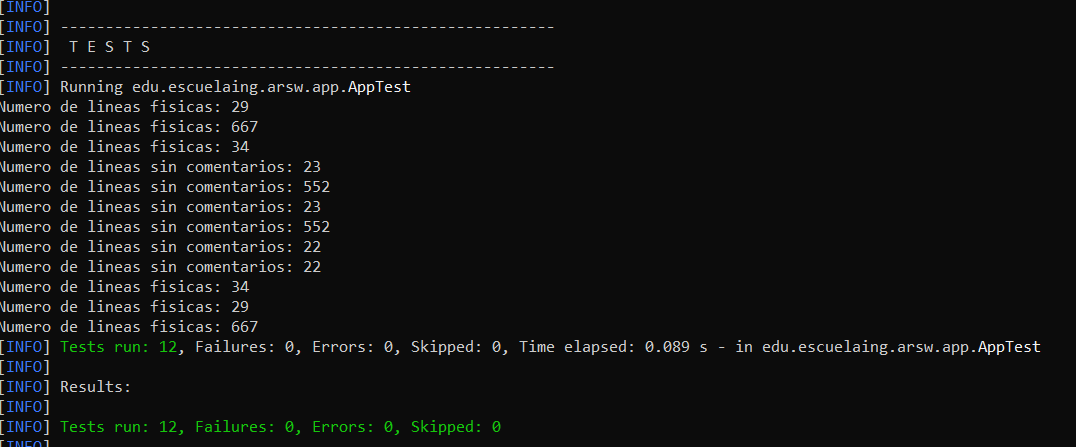 [INFO]
[INFO] -------------------------------------------------------
[INFO]  T E S T S
[INFO] -------------------------------------------------------
[INFO] Running edu.escuelaing.arsw.app.AppTest
Numero de lineas fisicas: 29
Numero de lineas fisicas: 667
Numero de lineas fisicas: 34
Numero de lineas sin comentarios: 23
Numero de lineas sin comentarios: 552
Numero de lineas sin comentarios: 23
Numero de lineas sin comentarios: 552
Numero de lineas sin comentarios: 22
Numero de lineas sin comentarios: 22
Numero de lineas fisicas: 34
Numero de lineas fisicas: 29
Numero de lineas fisicas: 667
[INFO] Tests run: 12, Failures: 0, Errors: 0, Skipped: 0, Time elapsed: 0.089 s - in edu.escuelaing.arsw.app.AppTest
[INFO]
[INFO] Results:
[INFO]
[INFO] Tests run: 12, Failures: 0, Errors: 0, Skipped: 0
[INFO]